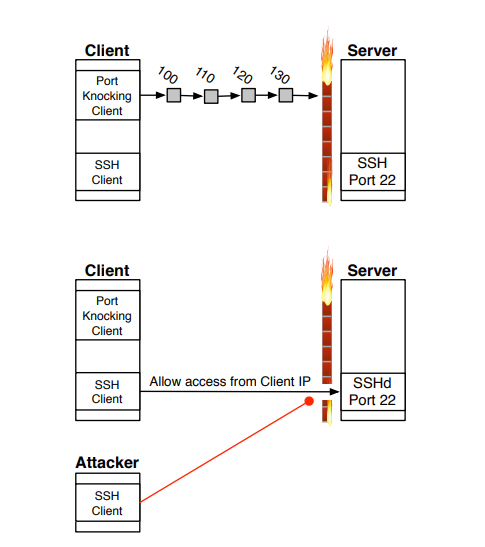 Client
Server
100
110
120
130
Port
Knocking
Client
SSH
Client
SSH
Port 22
Client
Server
Port
Knocking
Client
SSH
Client
Allow access from Client IP
SSHd
Port 22
Attacker
SSH
Client